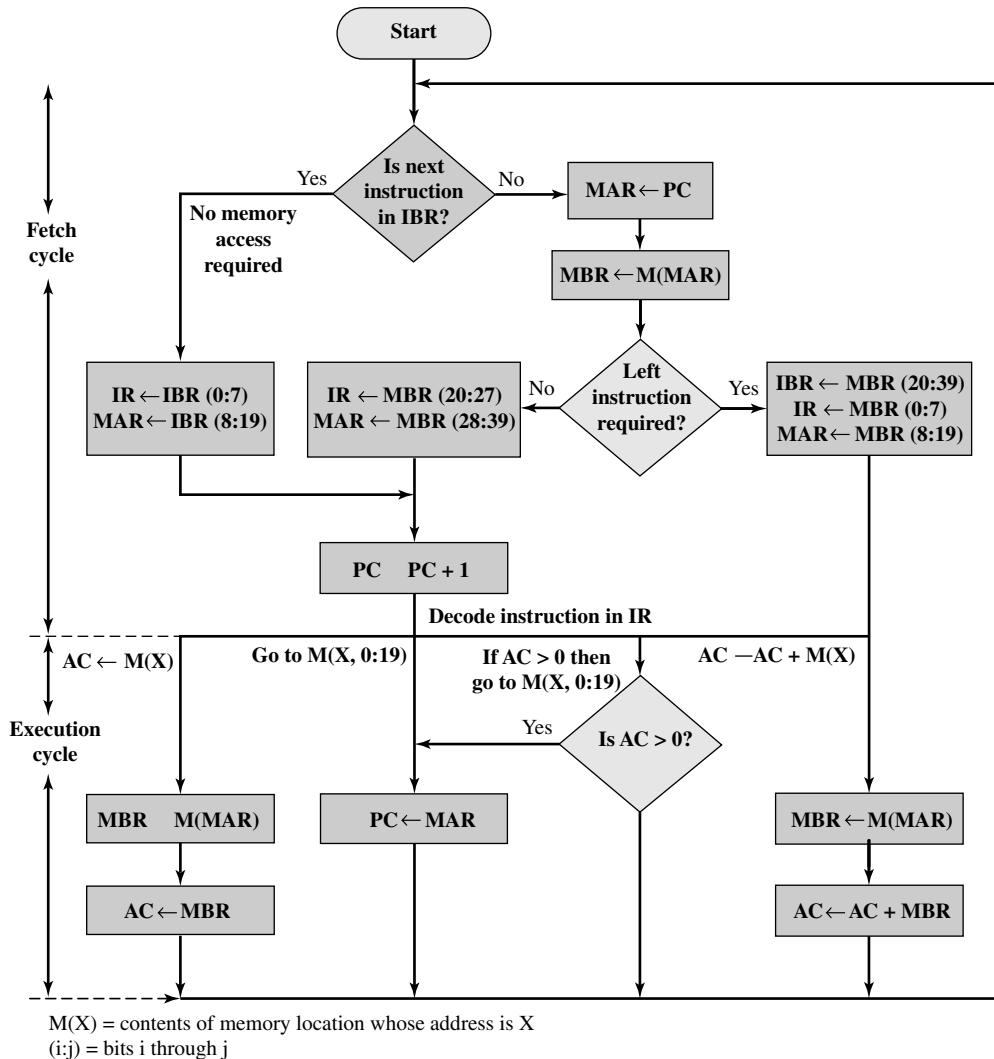 Start
Is next
instruction
in IBR?
Yes
No
No memory
access
required
MAR ← PC
MBR ← M(MAR)
Fetch
cycle
Left
instruction
required?
No
Yes
IR ← IBR (0:7)
MAR ← IBR (8:19)
IR ← MBR (20:27)
MAR ← MBR (28:39)
IBR ← MBR (20:39)
IR ← MBR (0:7)
MAR ← MBR (8:19)
PC PC + 1
Decode instruction in IR
AC ← M(X)
Go to M(X, 0:19)
If AC > 0 then
go to M(X, 0:19)
AC —AC + M(X)
Yes
Is AC > 0?
Execution
cycle
MBR M(MAR)
PC ← MAR
MBR ← M(MAR)
AC ← MBR
AC ← AC + MBR
M(X) = contents of memory location whose address is X
(i:j) = bits i through j